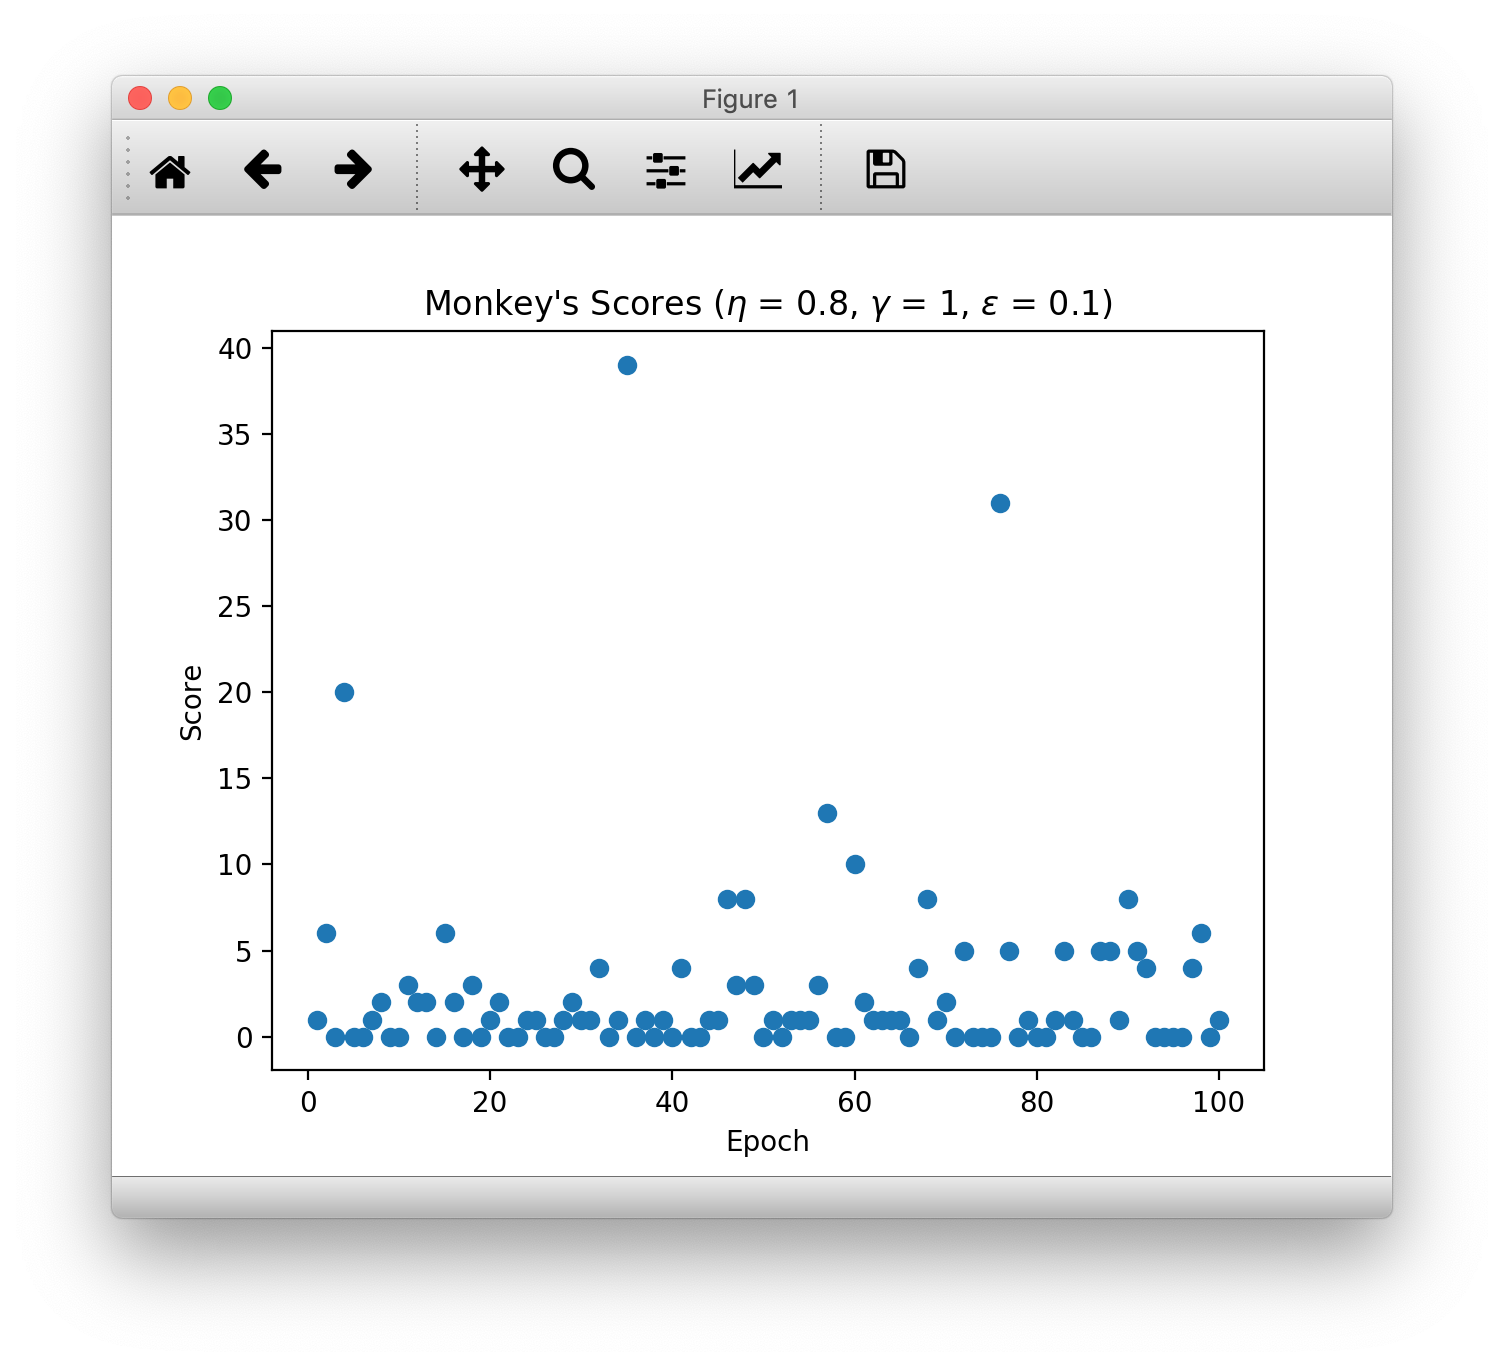 Figure 1
Monkey's Scores (η = 0.8, γ = 1, ε = 0.1)
40
35
30
25
20
15
10
5
0
Score
0 20 40 60 80 100
Epoch